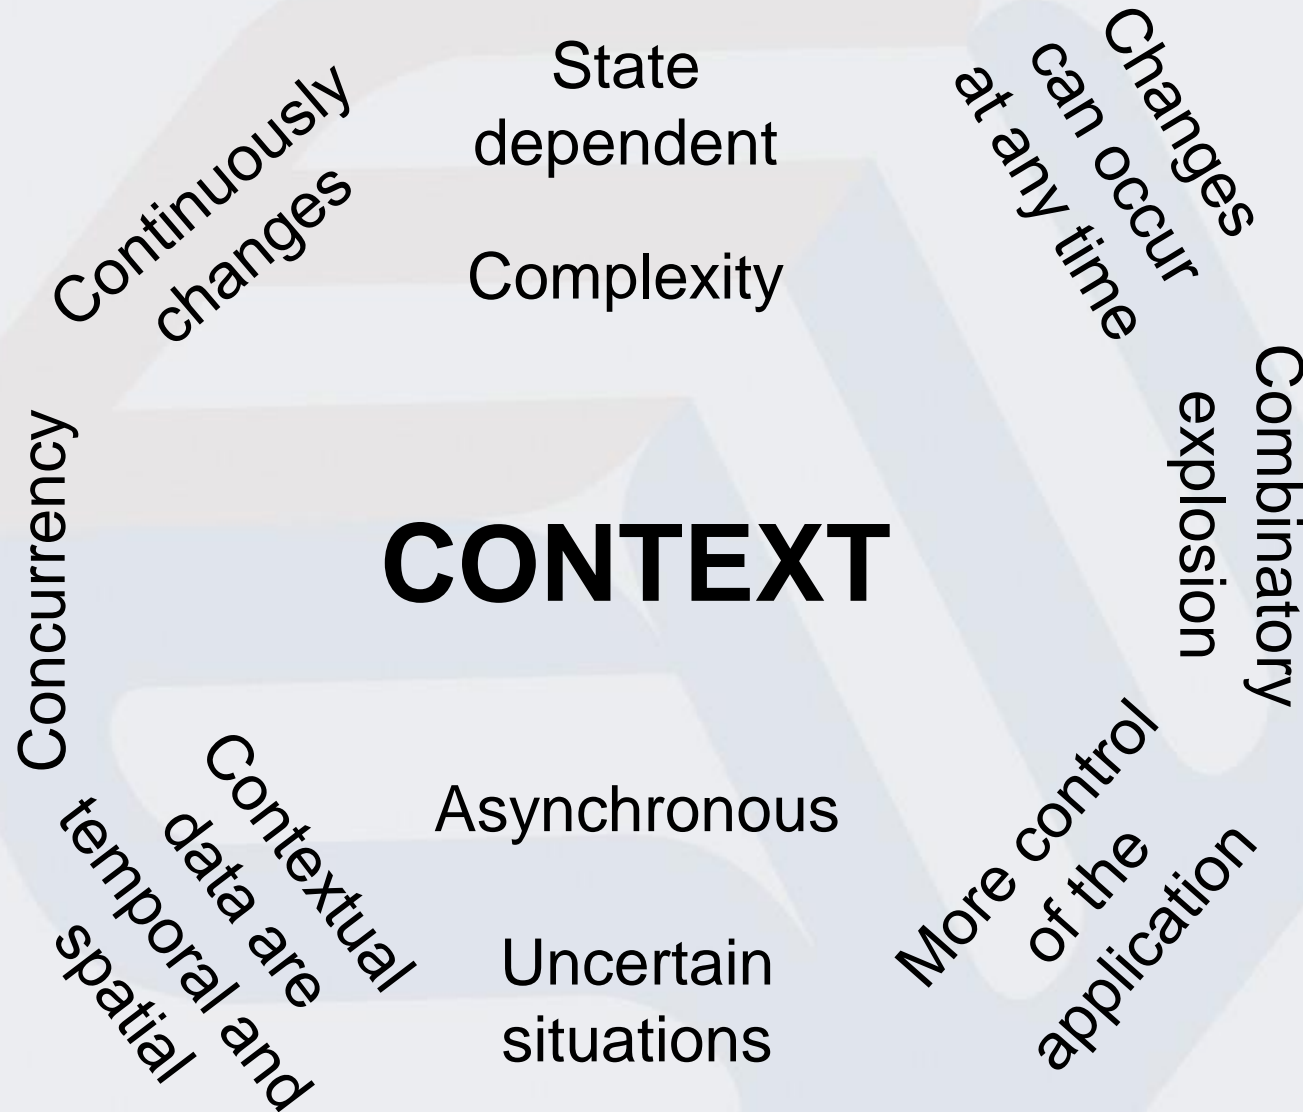 Continuously
changes
State
dependent
Changes
can occur
at any time
Complexity
Combinatory
explosion
Concurrency
CONTEXT
Contextual
data are
temporal and
spatial
Asynchronous
More control
of the
application
Uncertain
situations